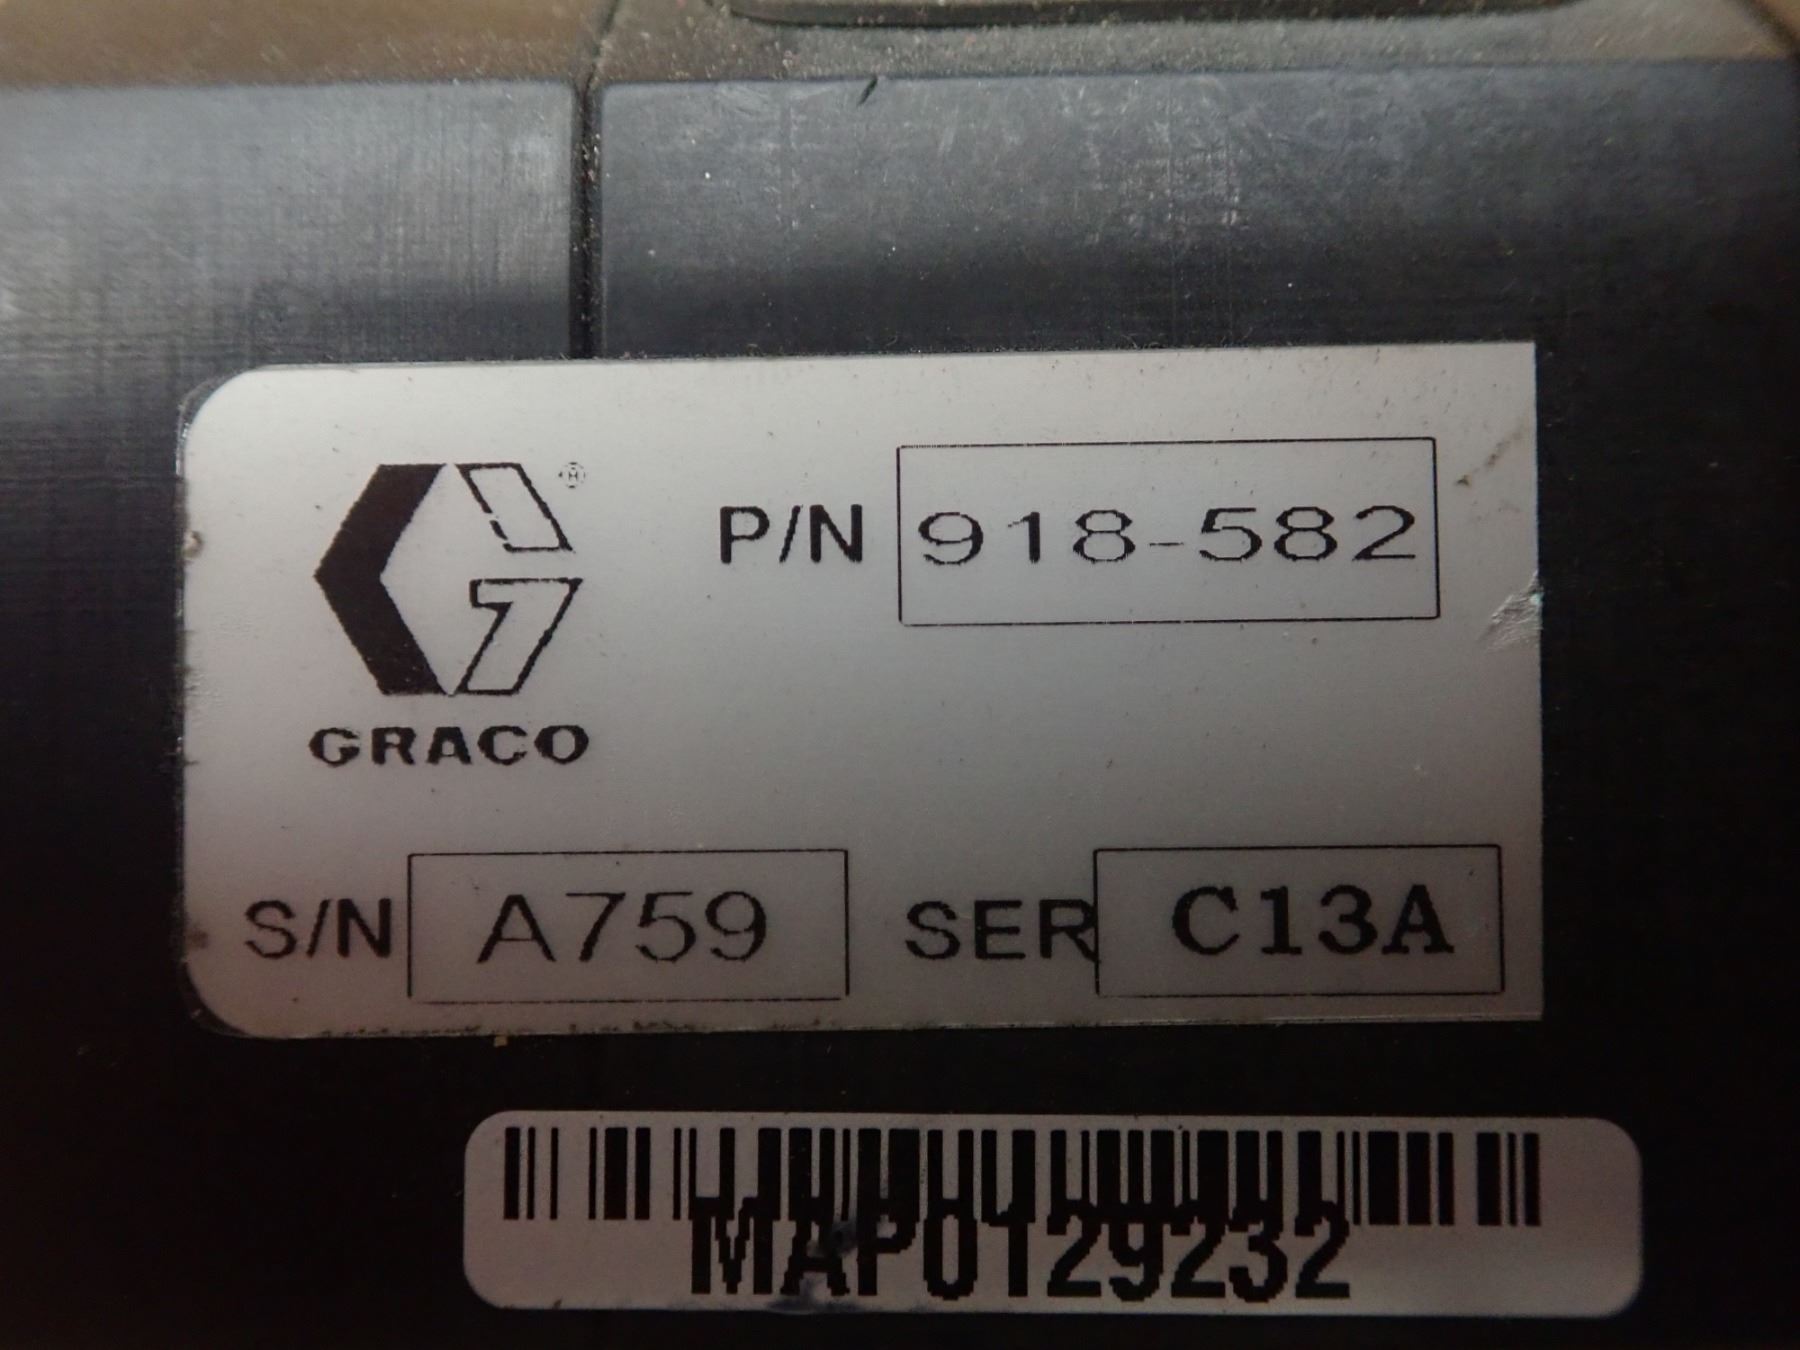 ®
P/N 918-582
GRACO
S/N A759 SER C13A
MAP0129232